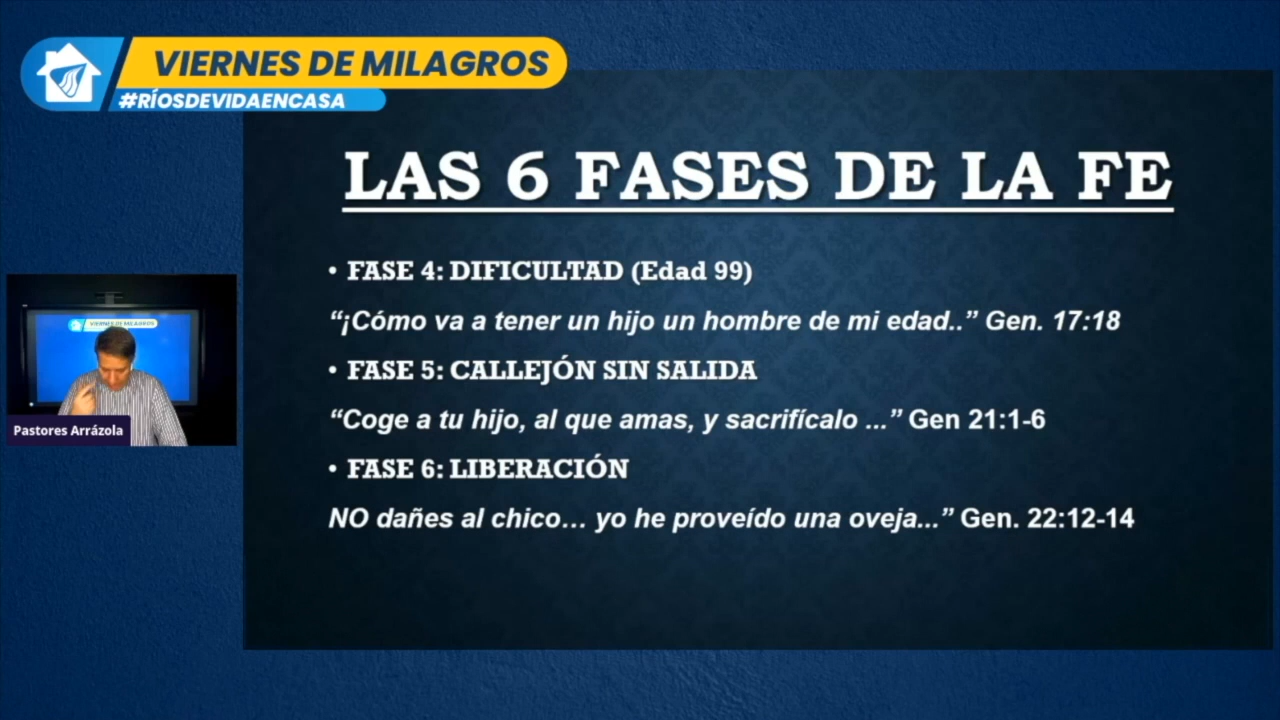 VIERNES DE MILAGROS
#RÍOSDEVIDAENCASA
LAS 6 FASES DE LA FE
• FASE 4: DIFICULTAD (Edad 99)
“¡Cómo va a tener un hijo un hombre de mi edad..” Gen. 17:18
• FASE 5: CALLEJÓN SIN SALIDA
“Coge a tu hijo, al que amas, y sacrifícalo ...” Gen 21:1-6
• FASE 6: LIBERACIÓN
NO dañes al chico… yo he proveído una oveja...” Gen. 22:12-14
VIERNES DE MILAGROS
Pastores Arrázola